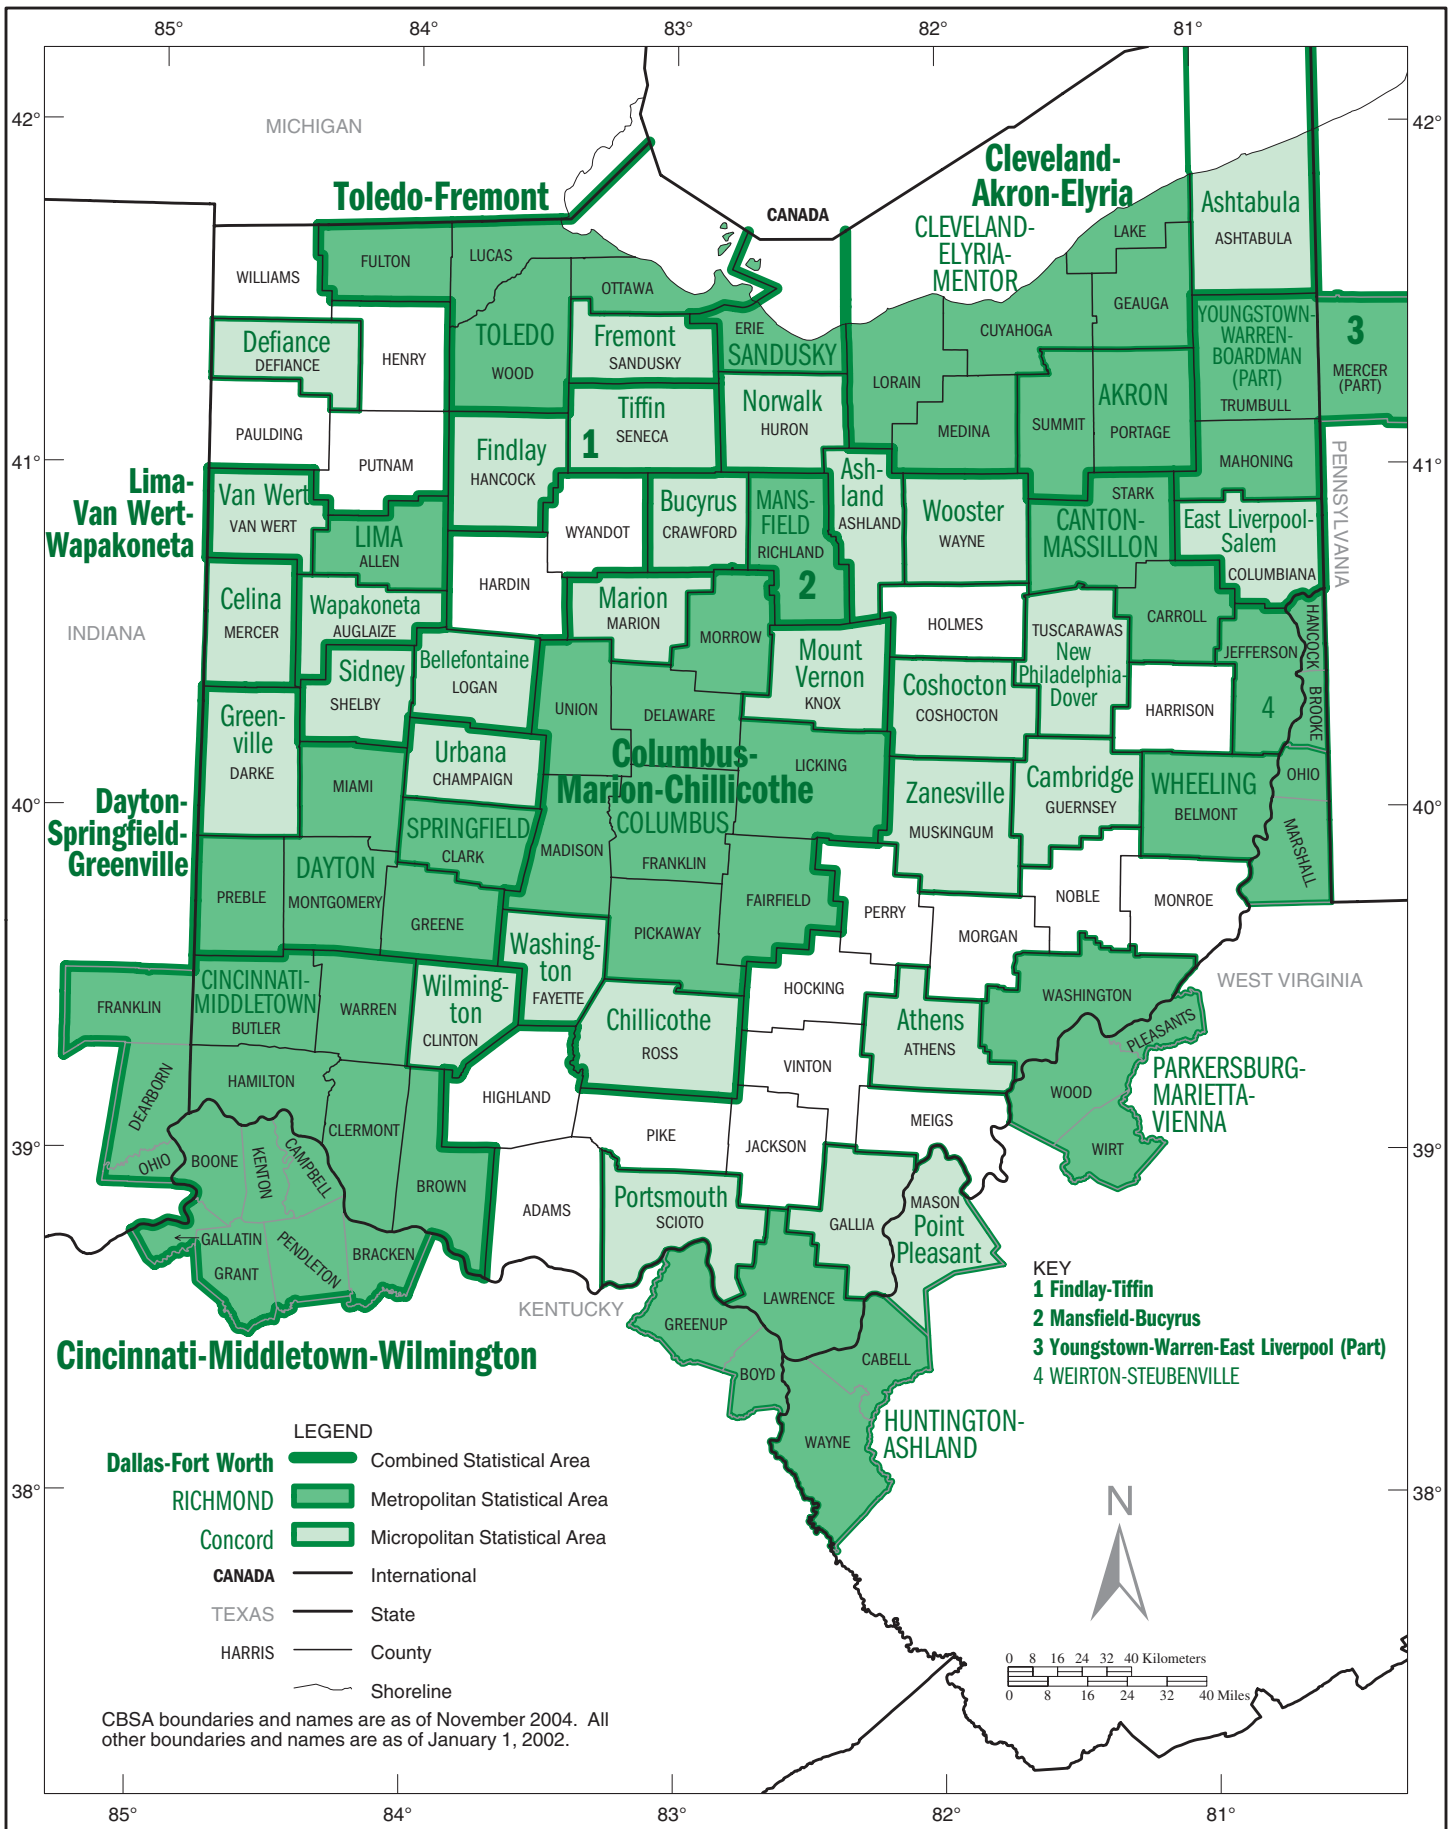 85°
84°
83°
82°
81°
42°
42°
MICHIGAN
Toledo-Fremont
CANADA
Cleveland-
Akron-Elyria
CLEVELAND-
ELYRIA-
MENTOR
Ashtabula
ASHTABULA
LAKE
GEAUGA
CUYAHOGA
WILLIAMS
FULTON
LUCAS
OTTAWA
TOLEDO
WOOD
Fremont
SANDUSKY
ERIE
SANDUSKY
LORAIN
MEDINA
SUMMIT
AKRON
PORTAGE
YOUNGSTOWN-
WARREN-
BOARDMAN
(PART)
TRUMBULL
3
MERCER
(PART)
Defiance
DEFIANCE
HENRY
PAULDING
PUTNAM
Findlay
HANCOCK
Tiffin
1
SENECA
Norwalk
HURON
MAHONING
41°
41°
PENNSYLVANIA
Lima-
Van Wert-
Wapakoneta
Van Wert
VAN WERT
LIMA
ALLEN
WYANDOT
Bucyrus
CRAWFORD
MANS-
FIELD
RICHLAND
2
Ash-
land
ASHLAND
Wooster
WAYNE
STARK
CANTON-
MASSILLON
East Liverpool-
Salem
COLUMBIANA
HARDIN
Celina
MERCER
Wapakoneta
AUGLAIZE
Marion
MARION
MORROW
HOLMES
TUSCARAWAS
New
Philadelphia-
Dover
CARROLL
JEFFERSON
4
HANCOCK
BROOKE
INDIANA
Sidney
SHELBY
Bellefontaine
LOGAN
UNION
DELAWARE
Mount
Vernon
KNOX
Coshocton
COSHOCTON
HARRISON
Green-
ville
DARKE
MIAMI
Urbana
CHAMPAIGN
Columbus-
Marion-Chillicothe
COLUMBUS
LICKING
Zanesville
MUSKINGUM
Cambridge
GUERNSEY
WHEELING
BELMONT
OHIO
MARSHALL
40°
40°
Dayton-
Springfield-
Greenville
SPRINGFIELD
CLARK
MADISON
FRANKLIN
PREBLE
DAYTON
MONTGOMERY
GREENE
FAIRFIELD
PERRY
MORGAN
NOBLE
MONROE
PICKAWAY
Washing-
ton
FAYETTE
HOCKING
WASHINGTON
WEST VIRGINIA
FRANKLIN
CINCINNATI-
MIDDLETOWN
BUTLER
WARREN
Wilming-
ton
CLINTON
Chillicothe
ROSS
Athens
ATHENS
VINTON
PLEASANTS
WOOD
WIRT
PARKERSBURG-
MARIETTA-
VIENNA
DEARBORN
HAMILTON
CLERMONT
HIGHLAND
PIKE
JACKSON
MEIGS
39°
39°
OHIO
BOONE
KENTON
CAMPBELL
BROWN
ADAMS
Portsmouth
SCIOTO
GALLIA
MASON
Point
Pleasant
GALLATIN
GRANT
PENDLETON
BRACKEN
KENTUCKY
GREENUP
LAWRENCE
BOYD
CABELL
WAYNE
HUNTINGTON-
ASHLAND
Cincinnati-Middletown-Wilmington
KEY
1 Findlay-Tiffin
2 Mansfield-Bucyrus
3 Youngstown-Warren-East Liverpool (Part)
4 WEIRTON-STEUBENVILLE
LEGEND
Dallas-Fort Worth Combined Statistical Area
RICHMOND Metropolitan Statistical Area
Concord Micropolitan Statistical Area
CANADA International
TEXAS State
HARRIS County
Shoreline
CBSA boundaries and names are as of November 2004. All
other boundaries and names are as of January 1, 2002.
38°
38°
N
0 8 16 24 32 40 Kilometers
0 8 16 24 32 40 Miles
85°
84°
83°
82°
81°